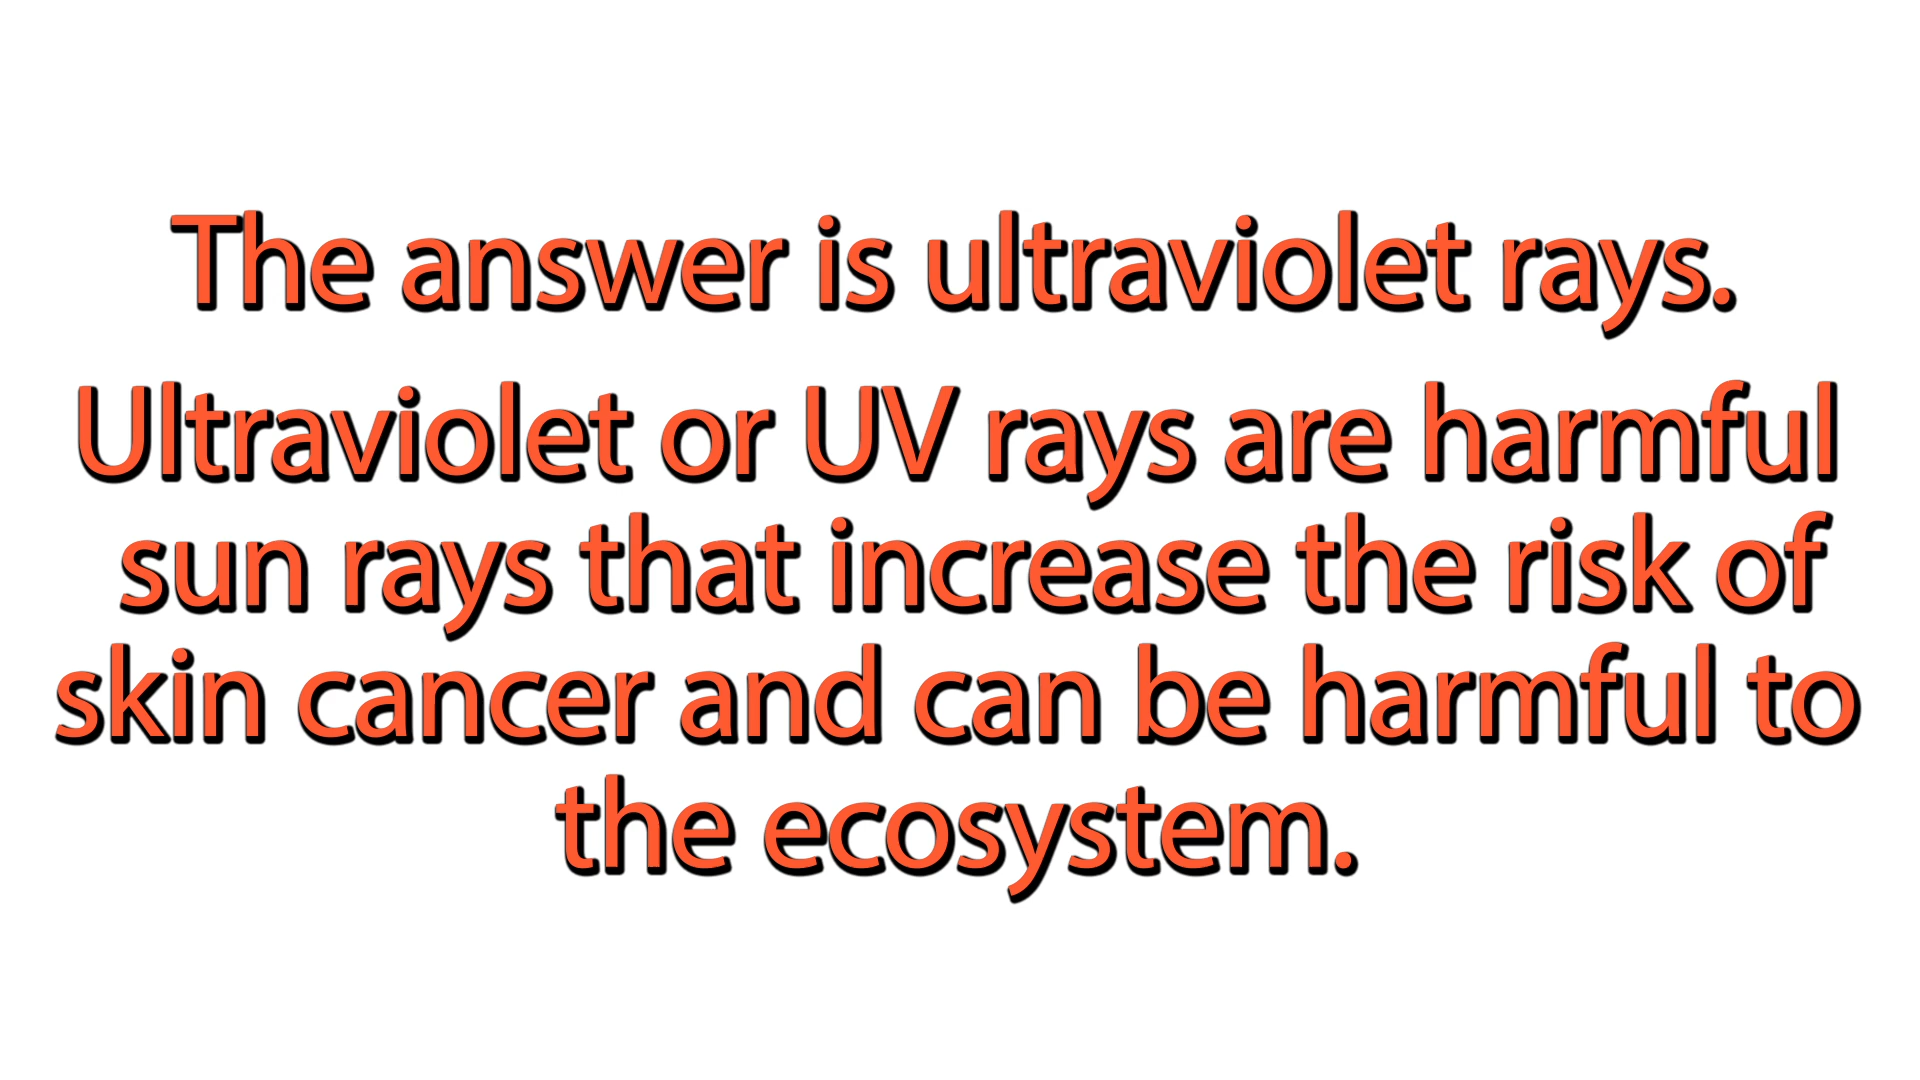 The answer is ultraviolet rays.
Ultraviolet or UV rays are harmful
sun rays that increase the risk of
skin cancer and can be harmful to
the ecosystem.